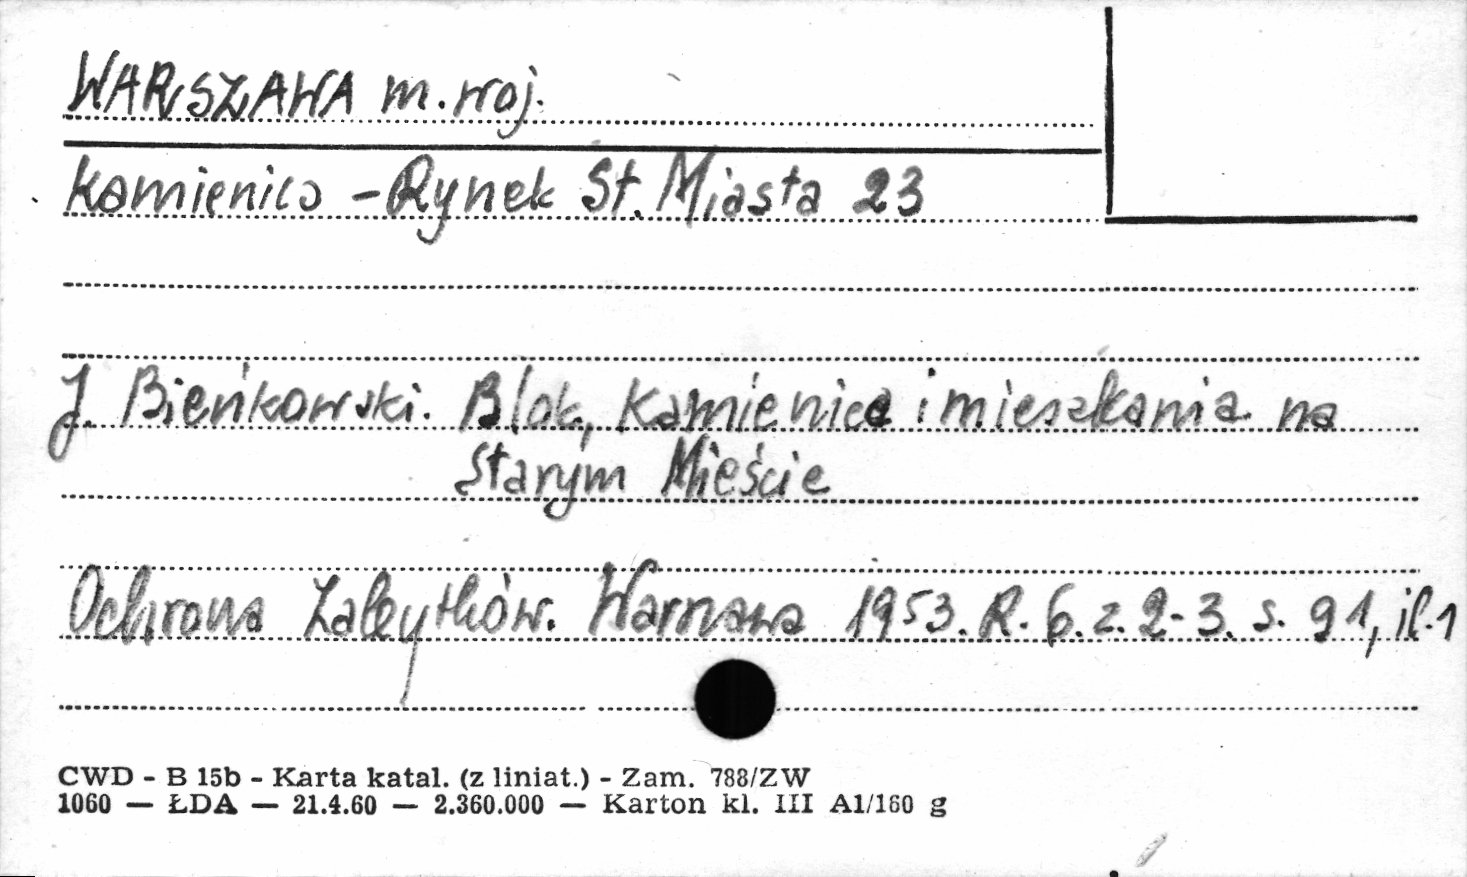 WARSZAWA m. woj.
Kamienica - Rynek St. Miasta 23
J. Bieńkowski. Blok, kamienica i mieszkania na
Starym Mieście
Ochrona Zabytków. Warszawa 1953. R. 6. z. 2-3. s. 91, il. 1
CWD - B 15b - Karta katal. (z liniat.) - Zam. 788/ZW
1060 — ŁDA — 21.4.60 — 2.360.000 — Karton kl. III A1/160 g